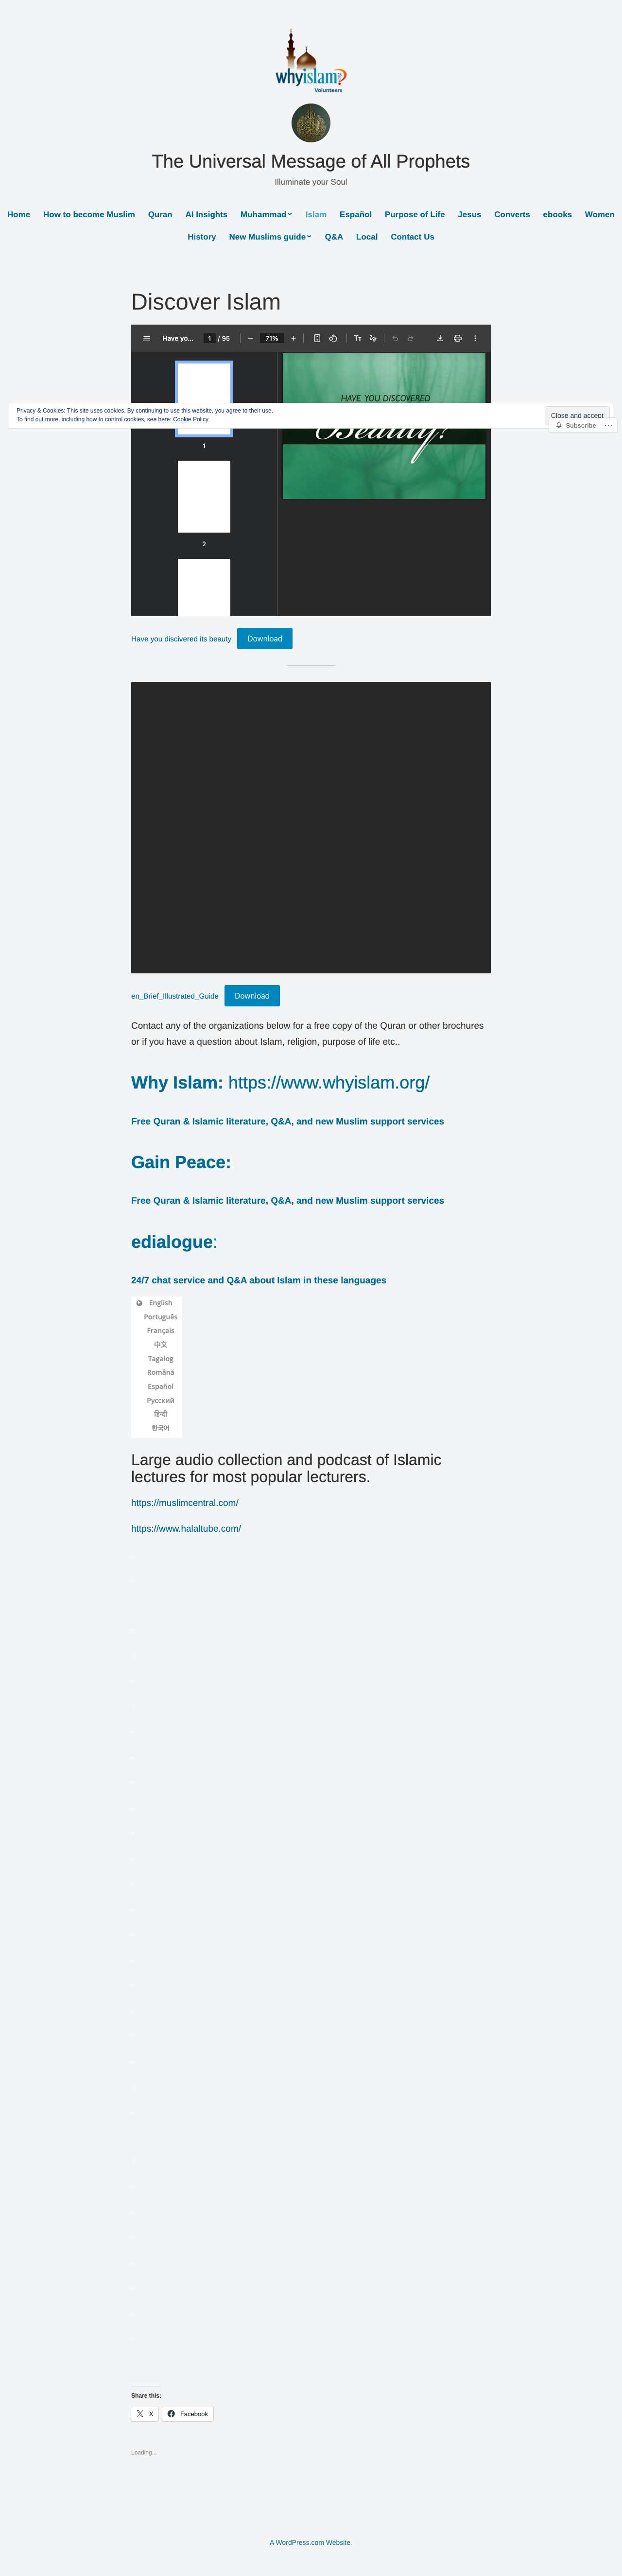 whyislam?
Volunteers
The Universal Message of All Prophets
Illuminate your Soul
Home How to become Muslim Quran AI Insights Muhammad Islam Español Purpose of Life Jesus Converts ebooks Women
History New Muslims guide Q&A Local Contact Us
Discover Islam
Have yo... 1 / 95 71%
HAVE YOU DISCOVERED
Beauty?
Privacy & Cookies: This site uses cookies. By continuing to use this website, you agree to their use.
To find out more, including how to control cookies, see here: Cookie Policy
Close and accept
Subscribe
1
2
Have you discivered its beauty Download
en_Brief_Illustrated_Guide Download
Contact any of the organizations below for a free copy of the Quran or other brochures
or if you have a question about Islam, religion, purpose of life etc..
Why Islam: https://www.whyislam.org/
Free Quran & Islamic literature, Q&A, and new Muslim support services
Gain Peace:
Free Quran & Islamic literature, Q&A, and new Muslim support services
edialogue:
24/7 chat service and Q&A about Islam in these languages
English
Português
Français
中文
Tagalog
Română
Español
Русский
हिन्दी
한국어
Large audio collection and podcast of Islamic
lectures for most popular lecturers.
https://muslimcentral.com/
https://www.halaltube.com/
Share this:
X Facebook
Loading...
A WordPress.com Website.